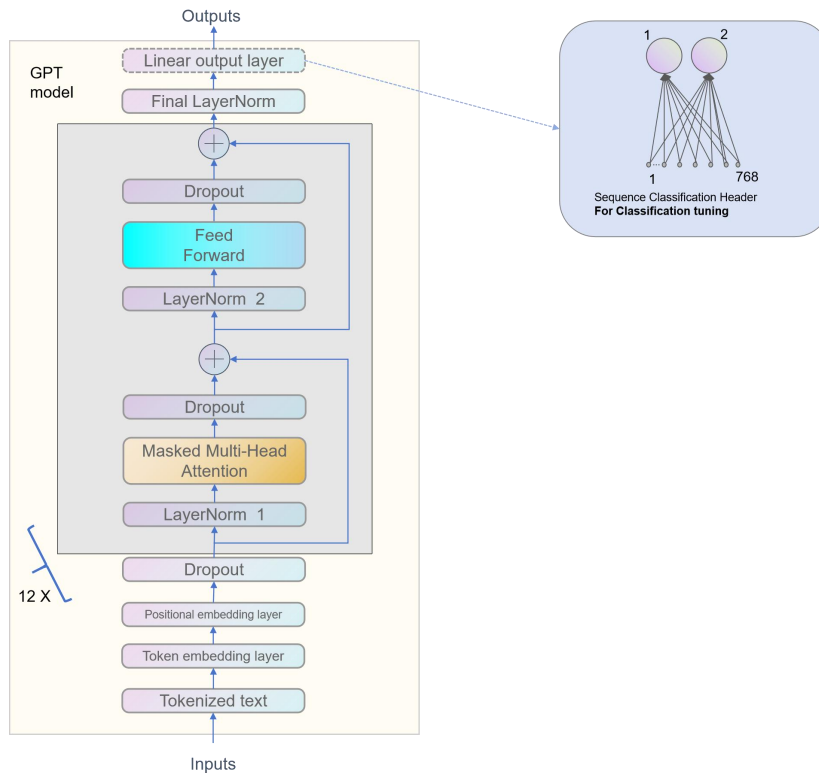 Outputs
GPT
model
Linear output layer
Final LayerNorm
Dropout
Feed
Forward
LayerNorm 2
Dropout
Masked Multi-Head
Attention
LayerNorm 1
Dropout
12 X
Positional embedding layer
Token embedding layer
Tokenized text
Inputs
1 2
1 768
Sequence Classification Header
For Classification tuning